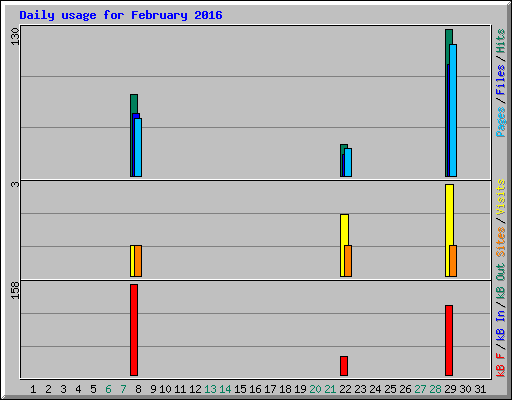 Daily usage for February 2016
130
3
158
Pages / Files / Hits
Sites / Visits
kB F / kB In / kB Out
1 2 3 4 5 6 7 8 9 10 11 12 13 14 15 16 17 18 19 20 21 22 23 24 25 26 27 28 29 30 31